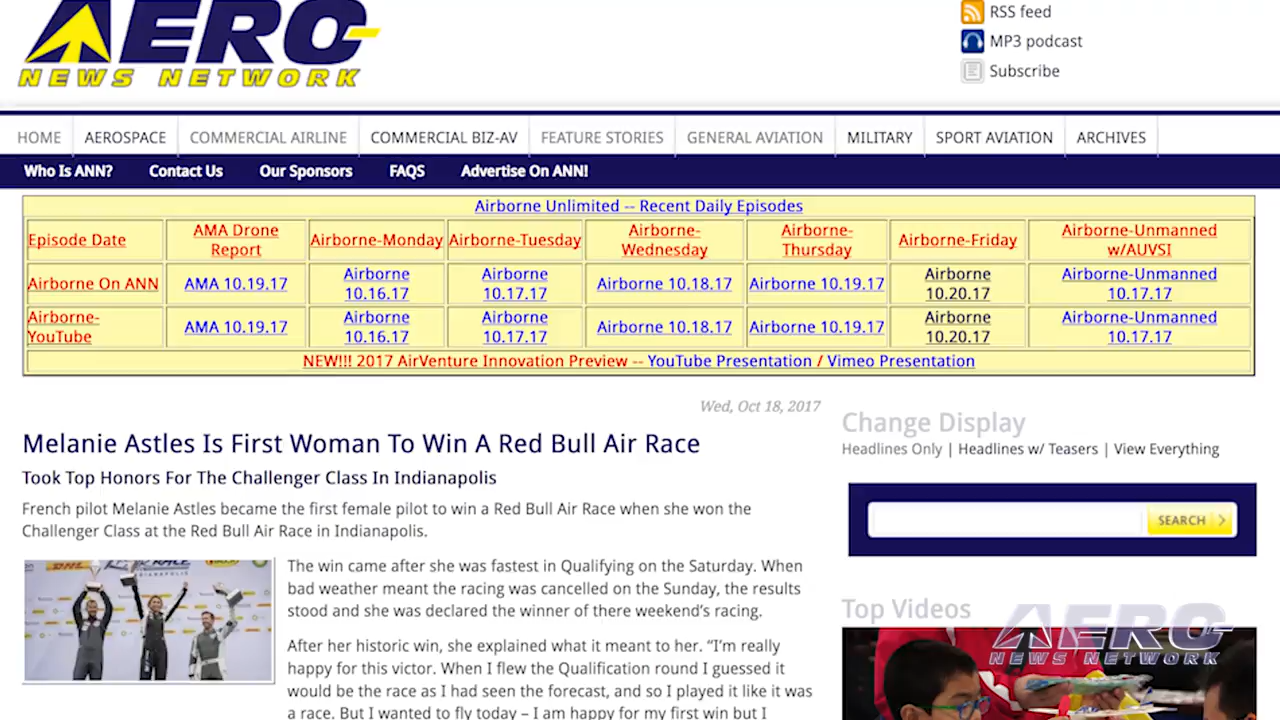 AERO
NEWS NETWORK
RSS feed
MP3 podcast
Subscribe
HOME AEROSPACE COMMERCIAL AIRLINE COMMERCIAL BIZ-AV FEATURE STORIES GENERAL AVIATION MILITARY SPORT AVIATION ARCHIVES
Who Is ANN? Contact Us Our Sponsors FAQS Advertise On ANN!
Airborne Unlimited -- Recent Daily Episodes
Episode Date AMA Drone Report Airborne-Monday Airborne-Tuesday Airborne-Wednesday Airborne-Thursday Airborne-Friday Airborne-Unmanned w/AUVSI
Airborne On ANN AMA 10.19.17 Airborne 10.16.17 Airborne 10.17.17 Airborne 10.18.17 Airborne 10.19.17 Airborne 10.20.17 Airborne-Unmanned 10.17.17
Airborne-YouTube AMA 10.19.17 Airborne 10.16.17 Airborne 10.17.17 Airborne 10.18.17 Airborne 10.19.17 Airborne 10.20.17 Airborne-Unmanned 10.17.17
NEW!!! 2017 AirVenture Innovation Preview -- YouTube Presentation / Vimeo Presentation
Wed, Oct 18, 2017
Melanie Astles Is First Woman To Win A Red Bull Air Race
Took Top Honors For The Challenger Class In Indianapolis
French pilot Melanie Astles became the first female pilot to win a Red Bull Air Race when she won the
Challenger Class at the Red Bull Air Race in Indianapolis.
The win came after she was fastest in Qualifying on the Saturday. When
bad weather meant the racing was cancelled on the Sunday, the results
stood and she was declared the winner of there weekend's racing.
After her historic win, she explained what it meant to her. “I'm really
happy for this victor. When I flew the Qualification round I guessed it
would be the race as I had seen the forecast, and so I played it like it was
a race. But I wanted to fly today – I am happy for my first win but I
Change Display
Headlines Only | Headlines w/ Teasers | View Everything
SEARCH
Top Videos
AERO
NEWS NETWORK